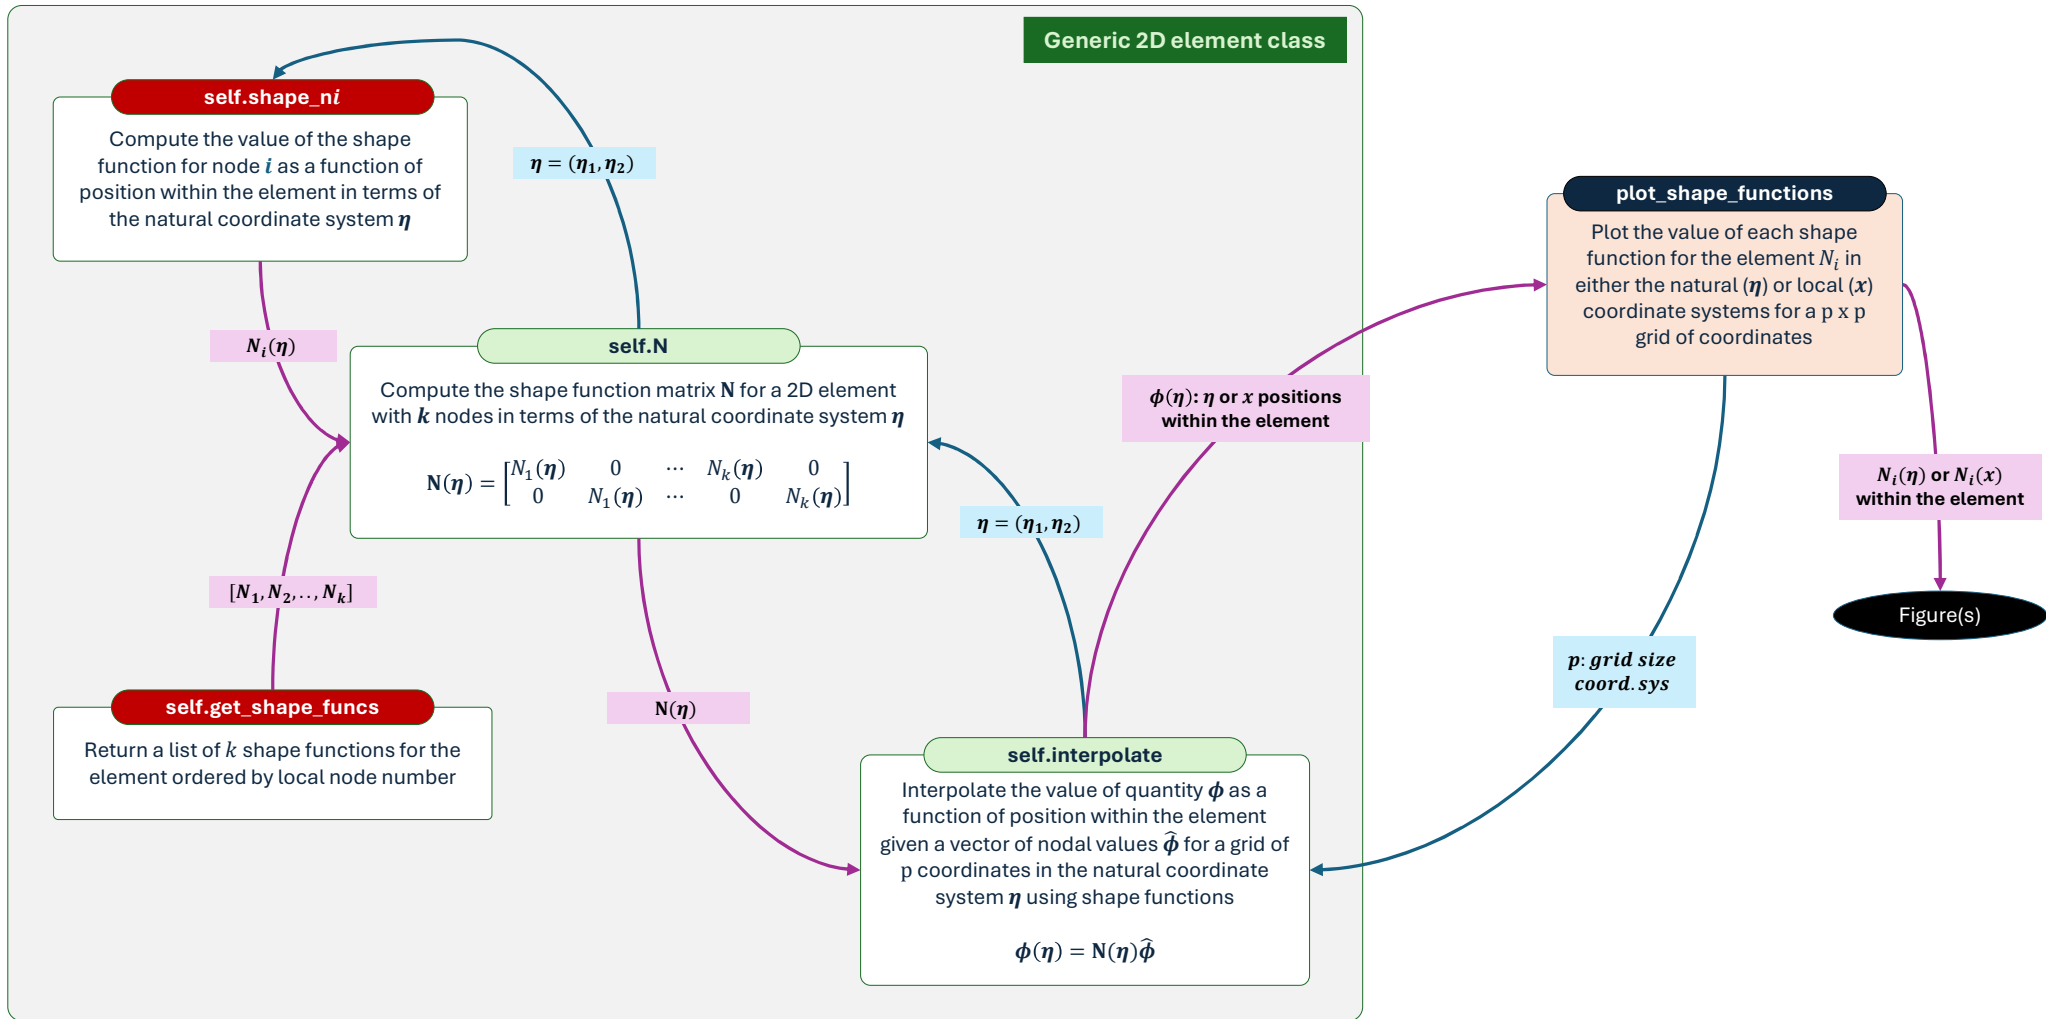 Generic 2D element class
self.shape_n𝒊
Compute the value of the shape
function for node 𝒊 as a function of
position within the element in terms of
the natural coordinate system 𝜼
𝜼 = (𝜼₁, 𝜼₂)
plot_shape_functions
Plot the value of each shape
function for the element 𝑁ᵢ in
either the natural (𝜼) or local (𝒙)
coordinate systems for a p x p
grid of coordinates
𝑵ᵢ(𝜼)
self.N
Compute the shape function matrix 𝐍 for a 2D element
with 𝒌 nodes in terms of the natural coordinate system 𝜼
𝐍(𝜼) = [𝑁₁(𝜼) 0 ⋯ 𝑁ₖ(𝜼) 0
0 𝑁₁(𝜼) ⋯ 0 𝑁ₖ(𝜼)]
𝝓(𝜼): 𝜼 or 𝒙 positions
within the element
𝑵ᵢ(𝜼) or 𝑵ᵢ(𝒙)
within the element
𝜼 = (𝜼₁, 𝜼₂)
[𝑵₁, 𝑵₂, . . , 𝑵ₖ]
Figure(s)
𝒑: 𝒈𝒓𝒊𝒅 𝒔𝒊𝒛𝒆
𝒄𝒐𝒐𝒓𝒅. 𝒔𝒚𝒔
𝐍(𝜼)
self.get_shape_funcs
Return a list of 𝑘 shape functions for the
element ordered by local node number
self.interpolate
Interpolate the value of quantity 𝝓 as a
function of position within the element
given a vector of nodal values 𝝓̂ for a grid of
p coordinates in the natural coordinate
system 𝜼 using shape functions
𝝓(𝜼) = 𝐍(𝜼)𝝓̂